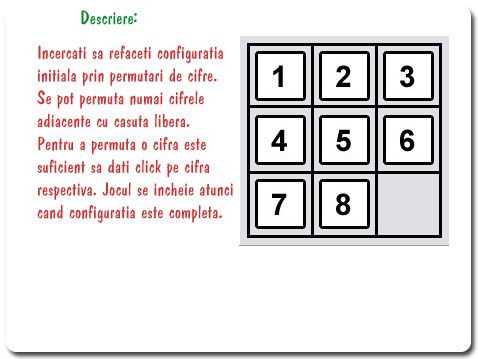 Descriere:
Incercati sa refaceti configuratia
initiala prin permutari de cifre.
Se pot permuta numai cifrele
adiacente cu casuta libera.
Pentru a permuta o cifra este
suficient sa dati click pe cifra
respectiva. Jocul se incheie atunci
cand configuratia este completa.
1 2 3
4 5 6
7 8